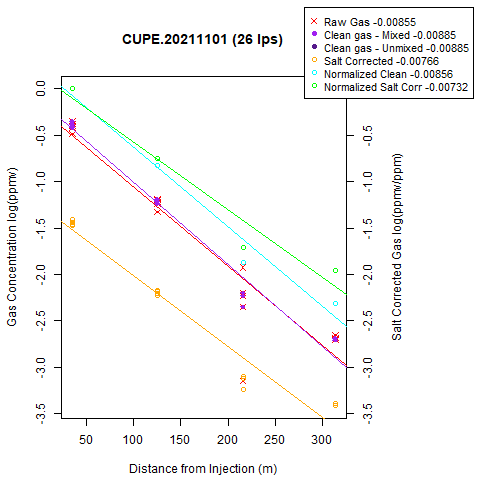 Raw Gas -0.00855
Clean gas - Mixed -0.00885
Clean gas - Unmixed -0.00885
Salt Corrected -0.00766
Normalized Clean -0.00856
Normalized Salt Corr -0.00732
CUPE.20211101 (26 lps)
Gas Concentration log(ppmv)
0.0
-0.5
-1.0
-1.5
-2.0
-2.5
-3.0
-3.5
0.0
-0.5
-1.0
-1.5
-2.0
-2.5
-3.0
-3.5
Salt Corrected Gas log(ppmv/ppm)
50 100 150 200 250 300
Distance from Injection (m)